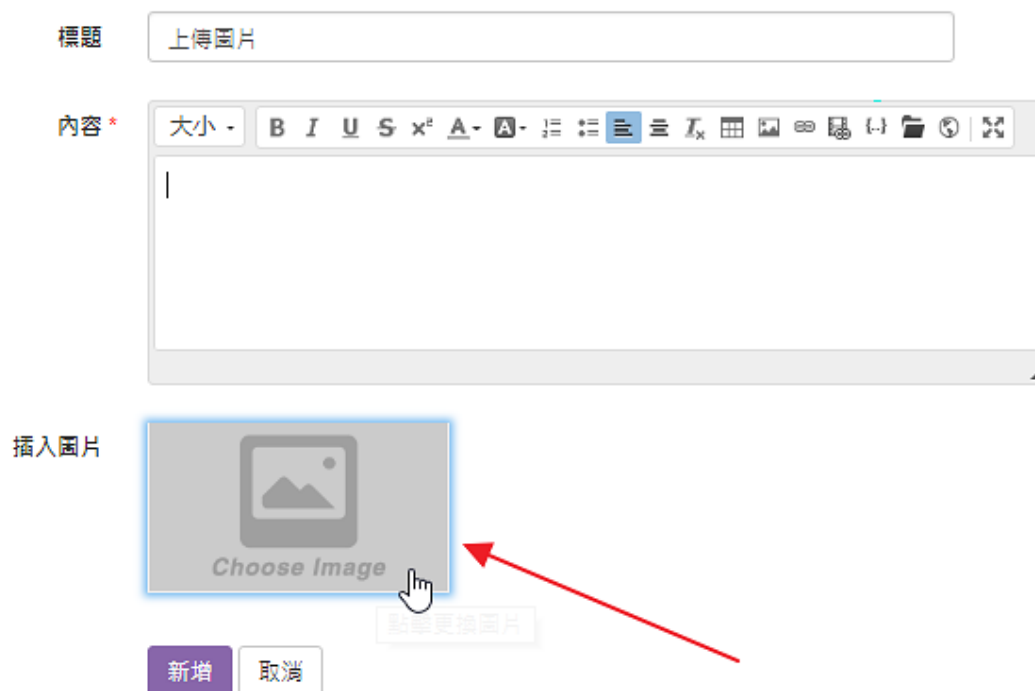 標題
上傳圖片
內容 *
大小
B I U S x² A A
插入圖片
Choose Image
點擊更換圖片
新增
取消